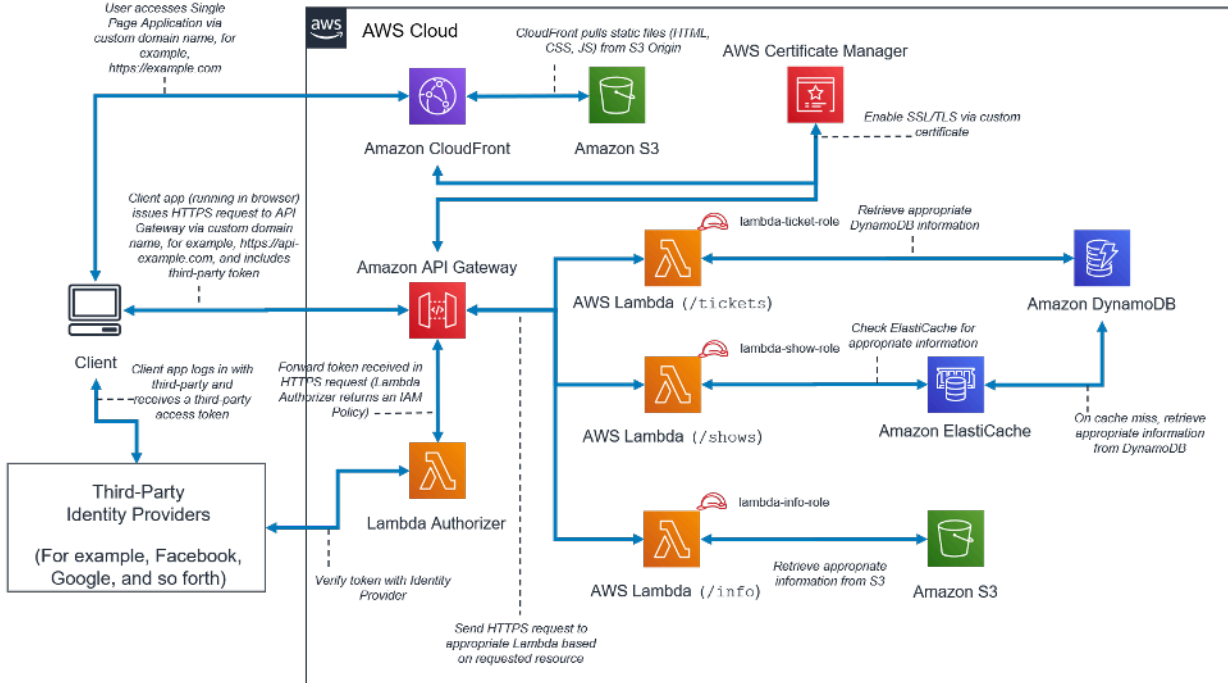 User accesses Single
Page Application via
custom domain name, for
example,
https://example.com
aws
AWS Cloud
CloudFront pulls static files (HTML,
CSS, JS) from S3 Origin
AWS Certificate Manager
Enable SSL/TLS via custom
certificate
Amazon CloudFront
Amazon S3
Client app (running in browser)
issues HTTPS request to API
Gateway via custom domain
name, for example, https://api-
example.com, and includes
third-party token
lambda-ticket-role
Retrieve appropriate
DynamoDB information
Amazon API Gateway
AWS Lambda (/tickets)
Amazon DynamoDB
Client
Client app logs in with
third-party and
receives a third-party
access token
Forward token received in
HTTPS request (Lambda
Authorizer returns an IAM
Policy)
lambda-show-role
Check ElastiCache for
appropriate information
AWS Lambda (/shows)
Amazon ElastiCache
On cache miss, retrieve
appropriate information
from DynamoDB
Third-Party
Identity Providers
(For example, Facebook,
Google, and so forth)
Lambda Authorizer
Verify token with Identity
Provider
lambda-info-role
AWS Lambda (/info)
Retrieve appropriate
information from S3
Amazon S3
Send HTTPS request to
appropriate Lambda based
on requested resource